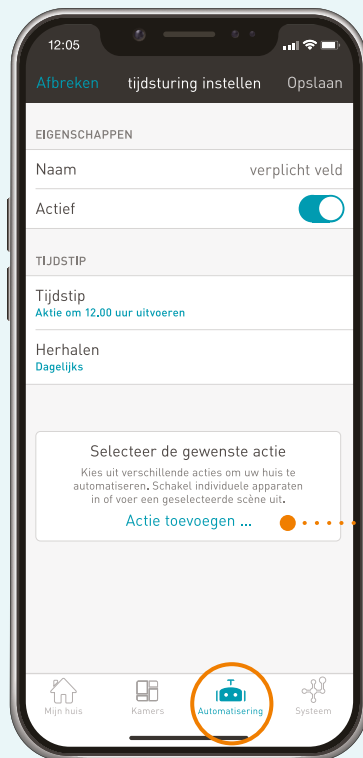 12:05
Afbreken tijdsturing instellen Opslaan
EIGENSCHAPPEN
Naam verplicht veld
Actief
TIJDSTIP
Tijdstip
Aktie om 12.00 uur uitvoeren
Herhalen
Dagelijks
Selecteer de gewenste actie
Kies uit verschillende acties om uw huis te
automatiseren. Schakel individuele apparaten
in of voer een geselecteerde scène uit.
Actie toevoegen ...
Mijn huis Kamers Automatisering Systeem